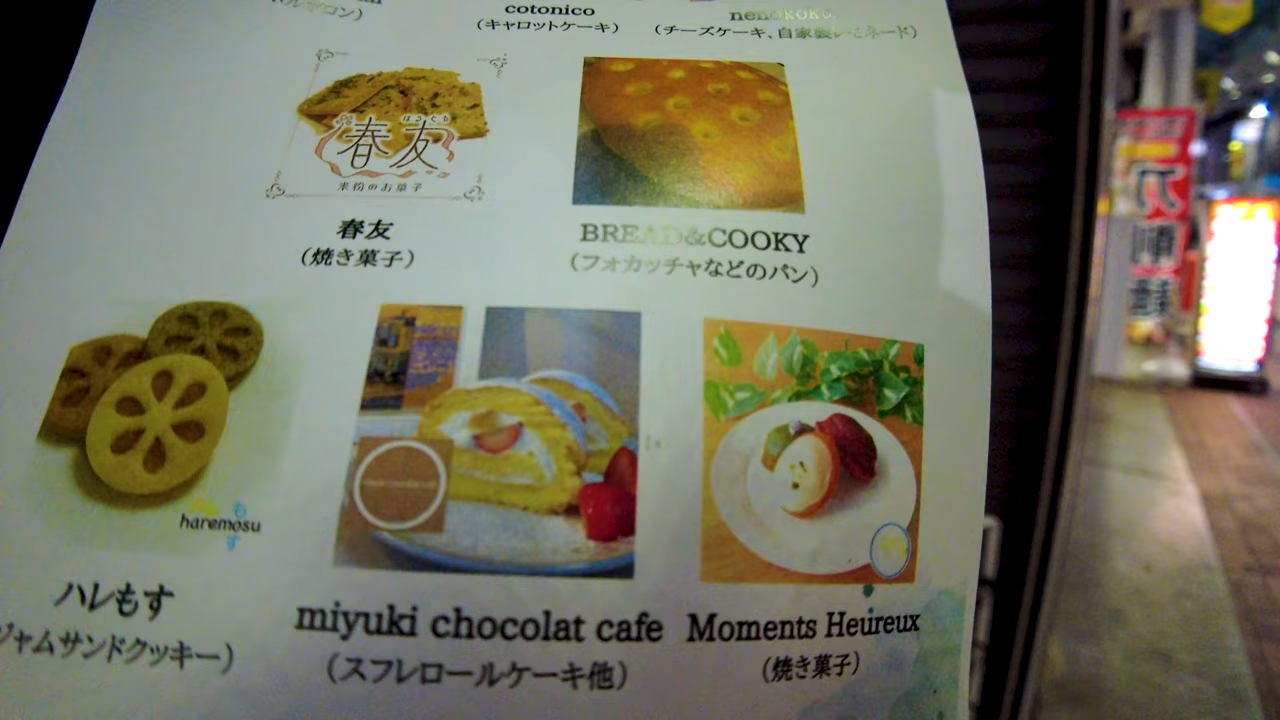 cotonico
(キャロットケーキ)
nenokoku.
(チーズケーキ、自家製レモネード)
春友
米粉のお菓子
春友
(焼き菓子)
BREAD&COOKY
(フォカッチャなどのパン)
haremosu
ハレもす
ジャムサンドクッキー)
miyuki chocolat cafe
(スフレロールケーキ他)
Moments Heureux
(焼き菓子)